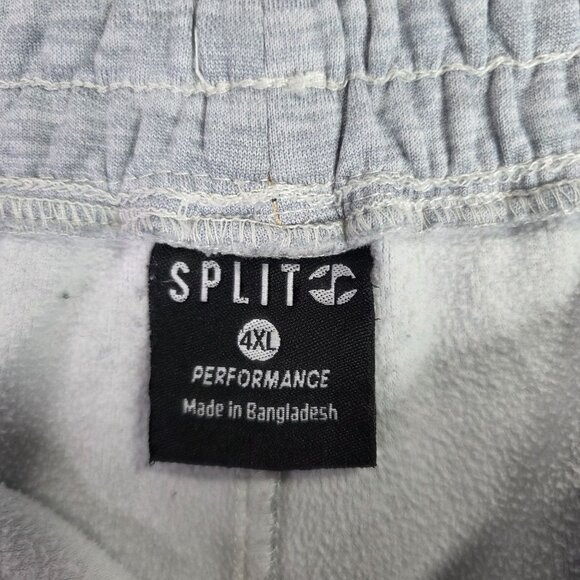 SPLIT
4XL
PERFORMANCE
Made in Bangladesh